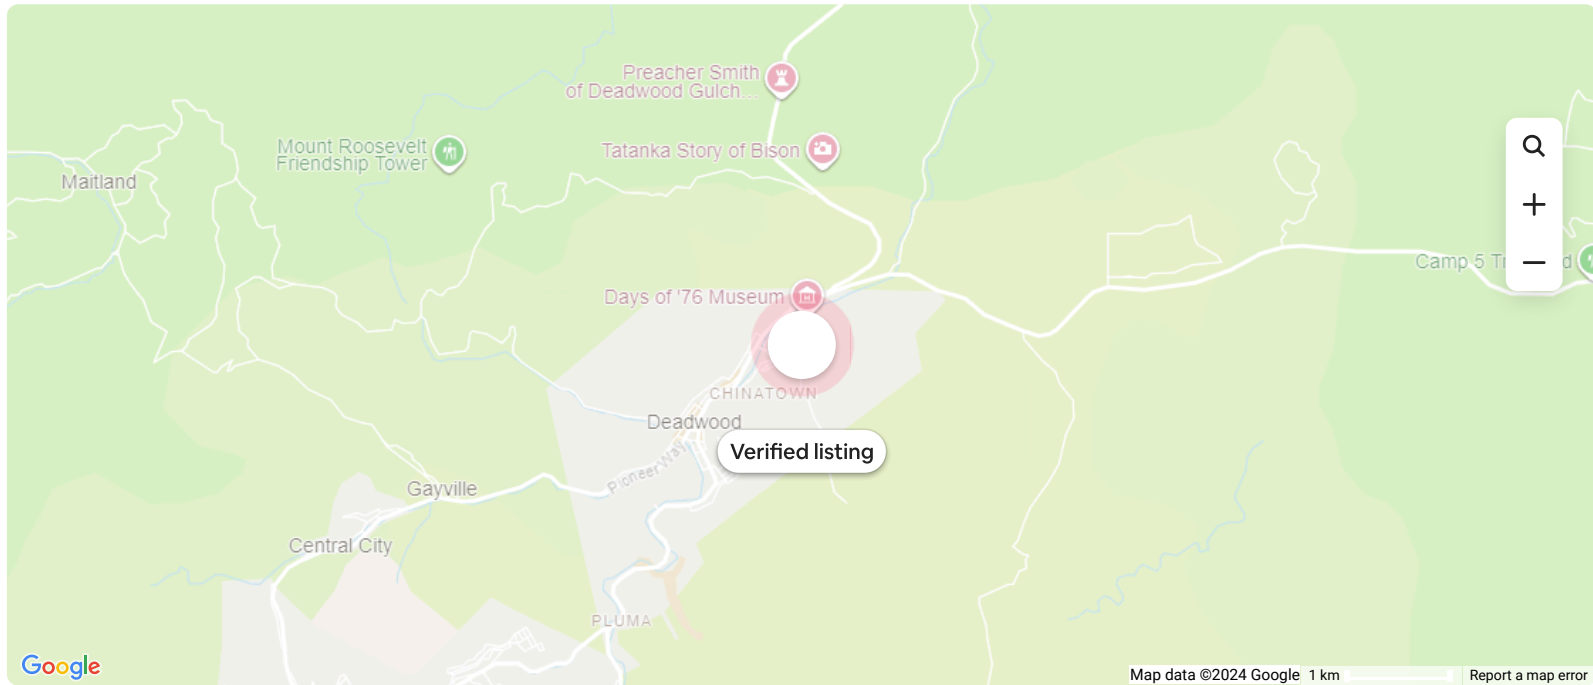 Preacher Smith
of Deadwood Gulch...
Mount Roosevelt
Friendship Tower
Tatanka Story of Bison
Maitland
Camp 5 Tr
d
Days of '76 Museum
CHINATOWN
Deadwood
Verified listing
Pioneer Way
Gayville
Central City
PLUMA
Google
Map data ©2024 Google
1 km
Report a map error